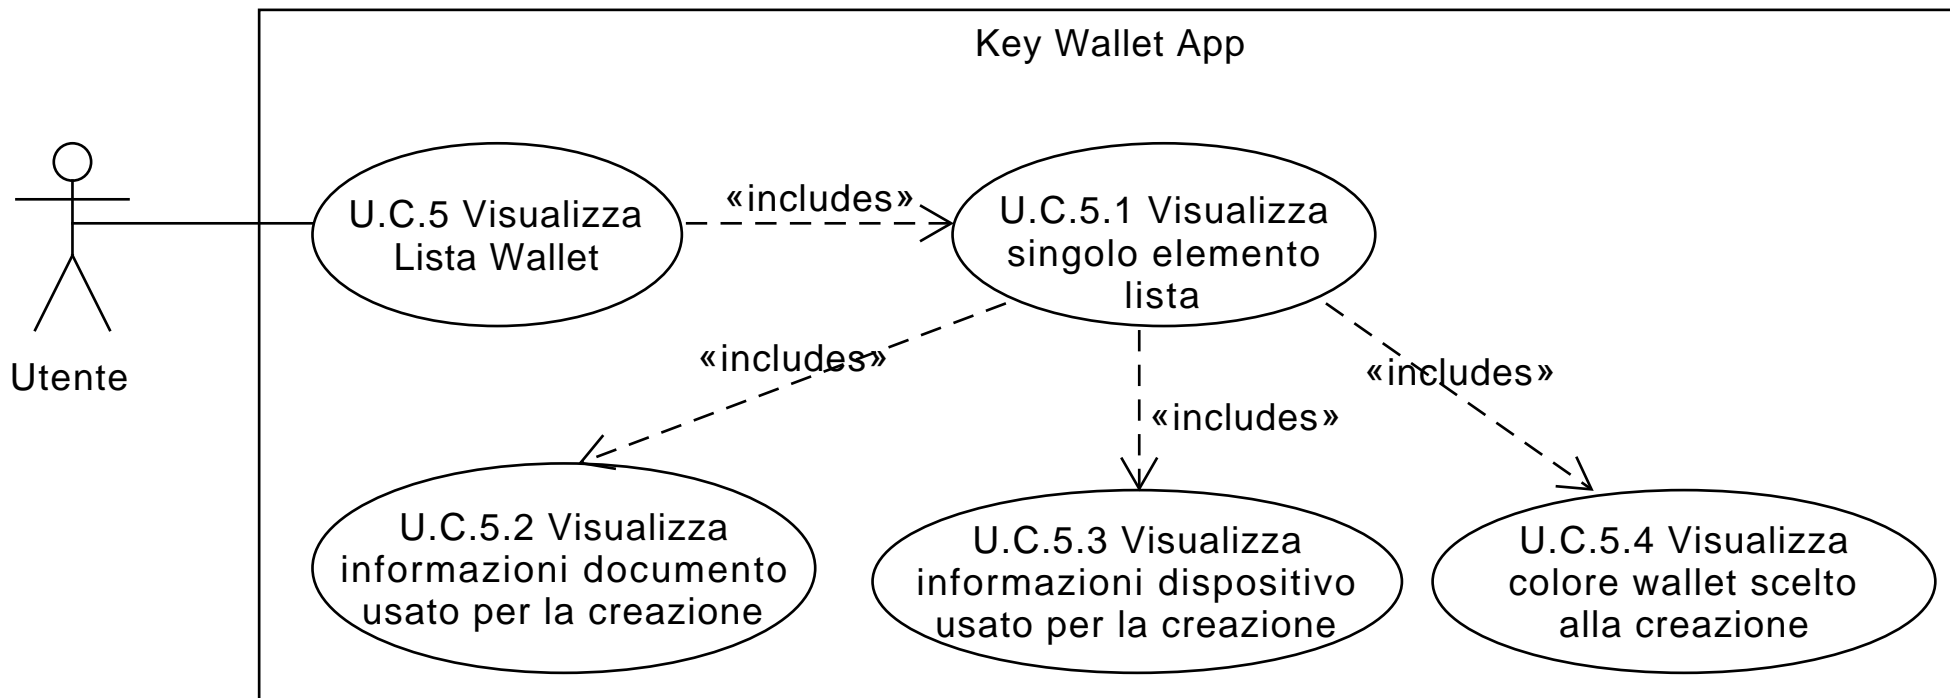 Key Wallet App
Utente
U.C.5 Visualizza
Lista Wallet
«includes»
U.C.5.1 Visualizza
singolo elemento
lista
«includes»
«includes»
«includes»
U.C.5.2 Visualizza
informazioni documento
usato per la creazione
U.C.5.3 Visualizza
informazioni dispositivo
usato per la creazione
U.C.5.4 Visualizza
colore wallet scelto
alla creazione